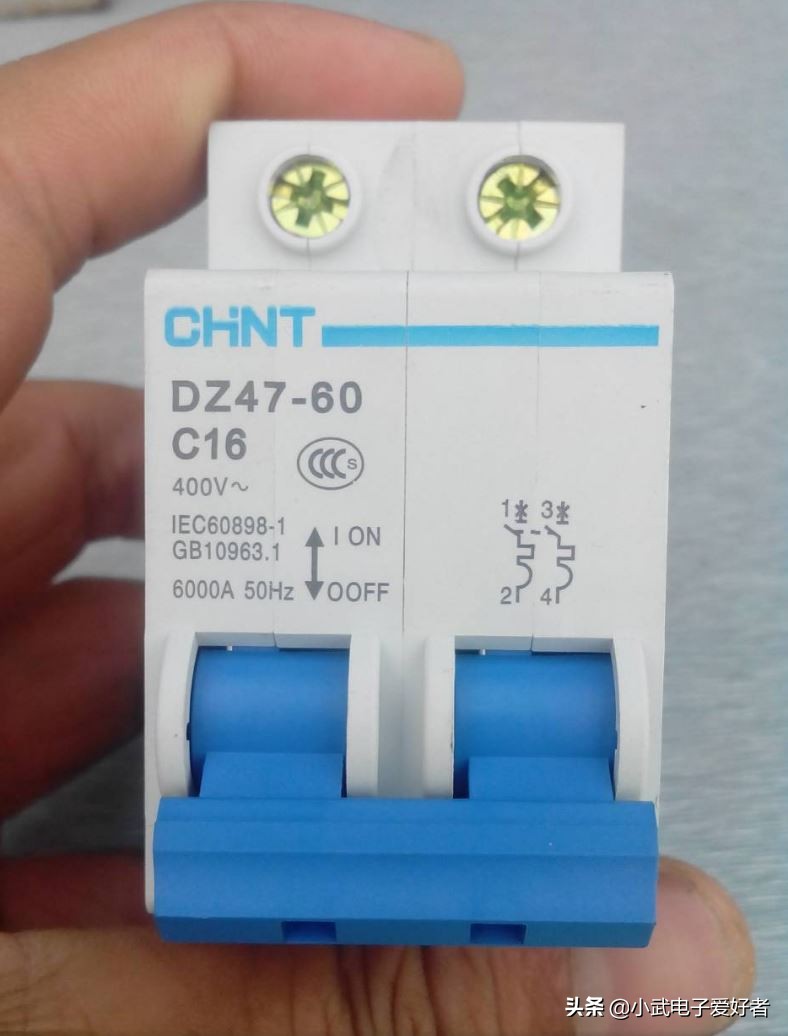 CHNT
DZ47-60
C16
CCC S
400V~
IEC60898-1
GB10963.1
I ON
6000A 50Hz
O OFF
1 3
2 4
头条 @小武电子爱好者